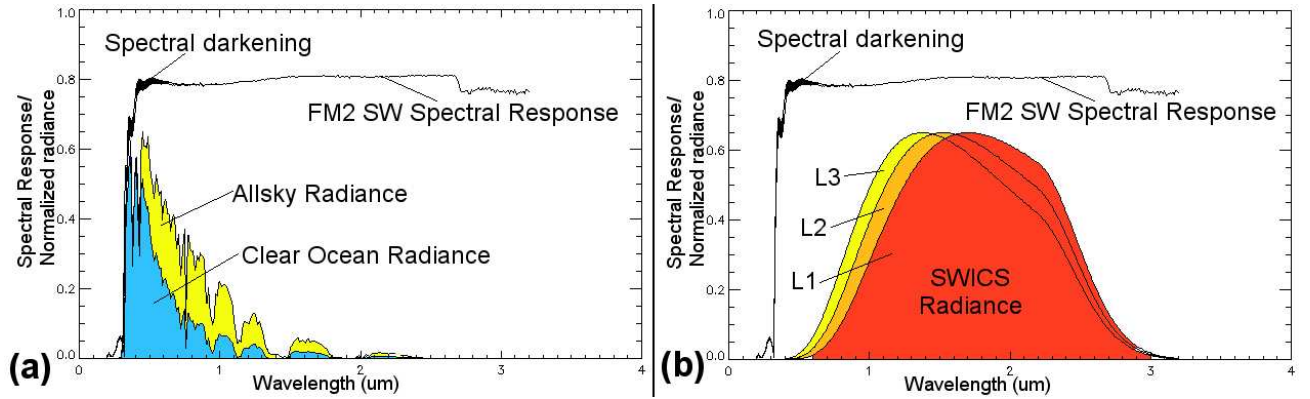 1.0
0.8
0.6
0.4
0.2
0.0
Spectral Response/
Normalized radiance
Spectral darkening
FM2 SW Spectral Response
Allsky Radiance
Clear Ocean Radiance
0
1
2
3
4
Wavelength (um)
(a)
1.0
0.8
0.6
0.4
0.2
0.0
Spectral Response/
Normalized radiance
Spectral darkening
FM2 SW Spectral Response
L3
L2
L1
SWICS
Radiance
0
1
2
3
4
Wavelength (um)
(b)